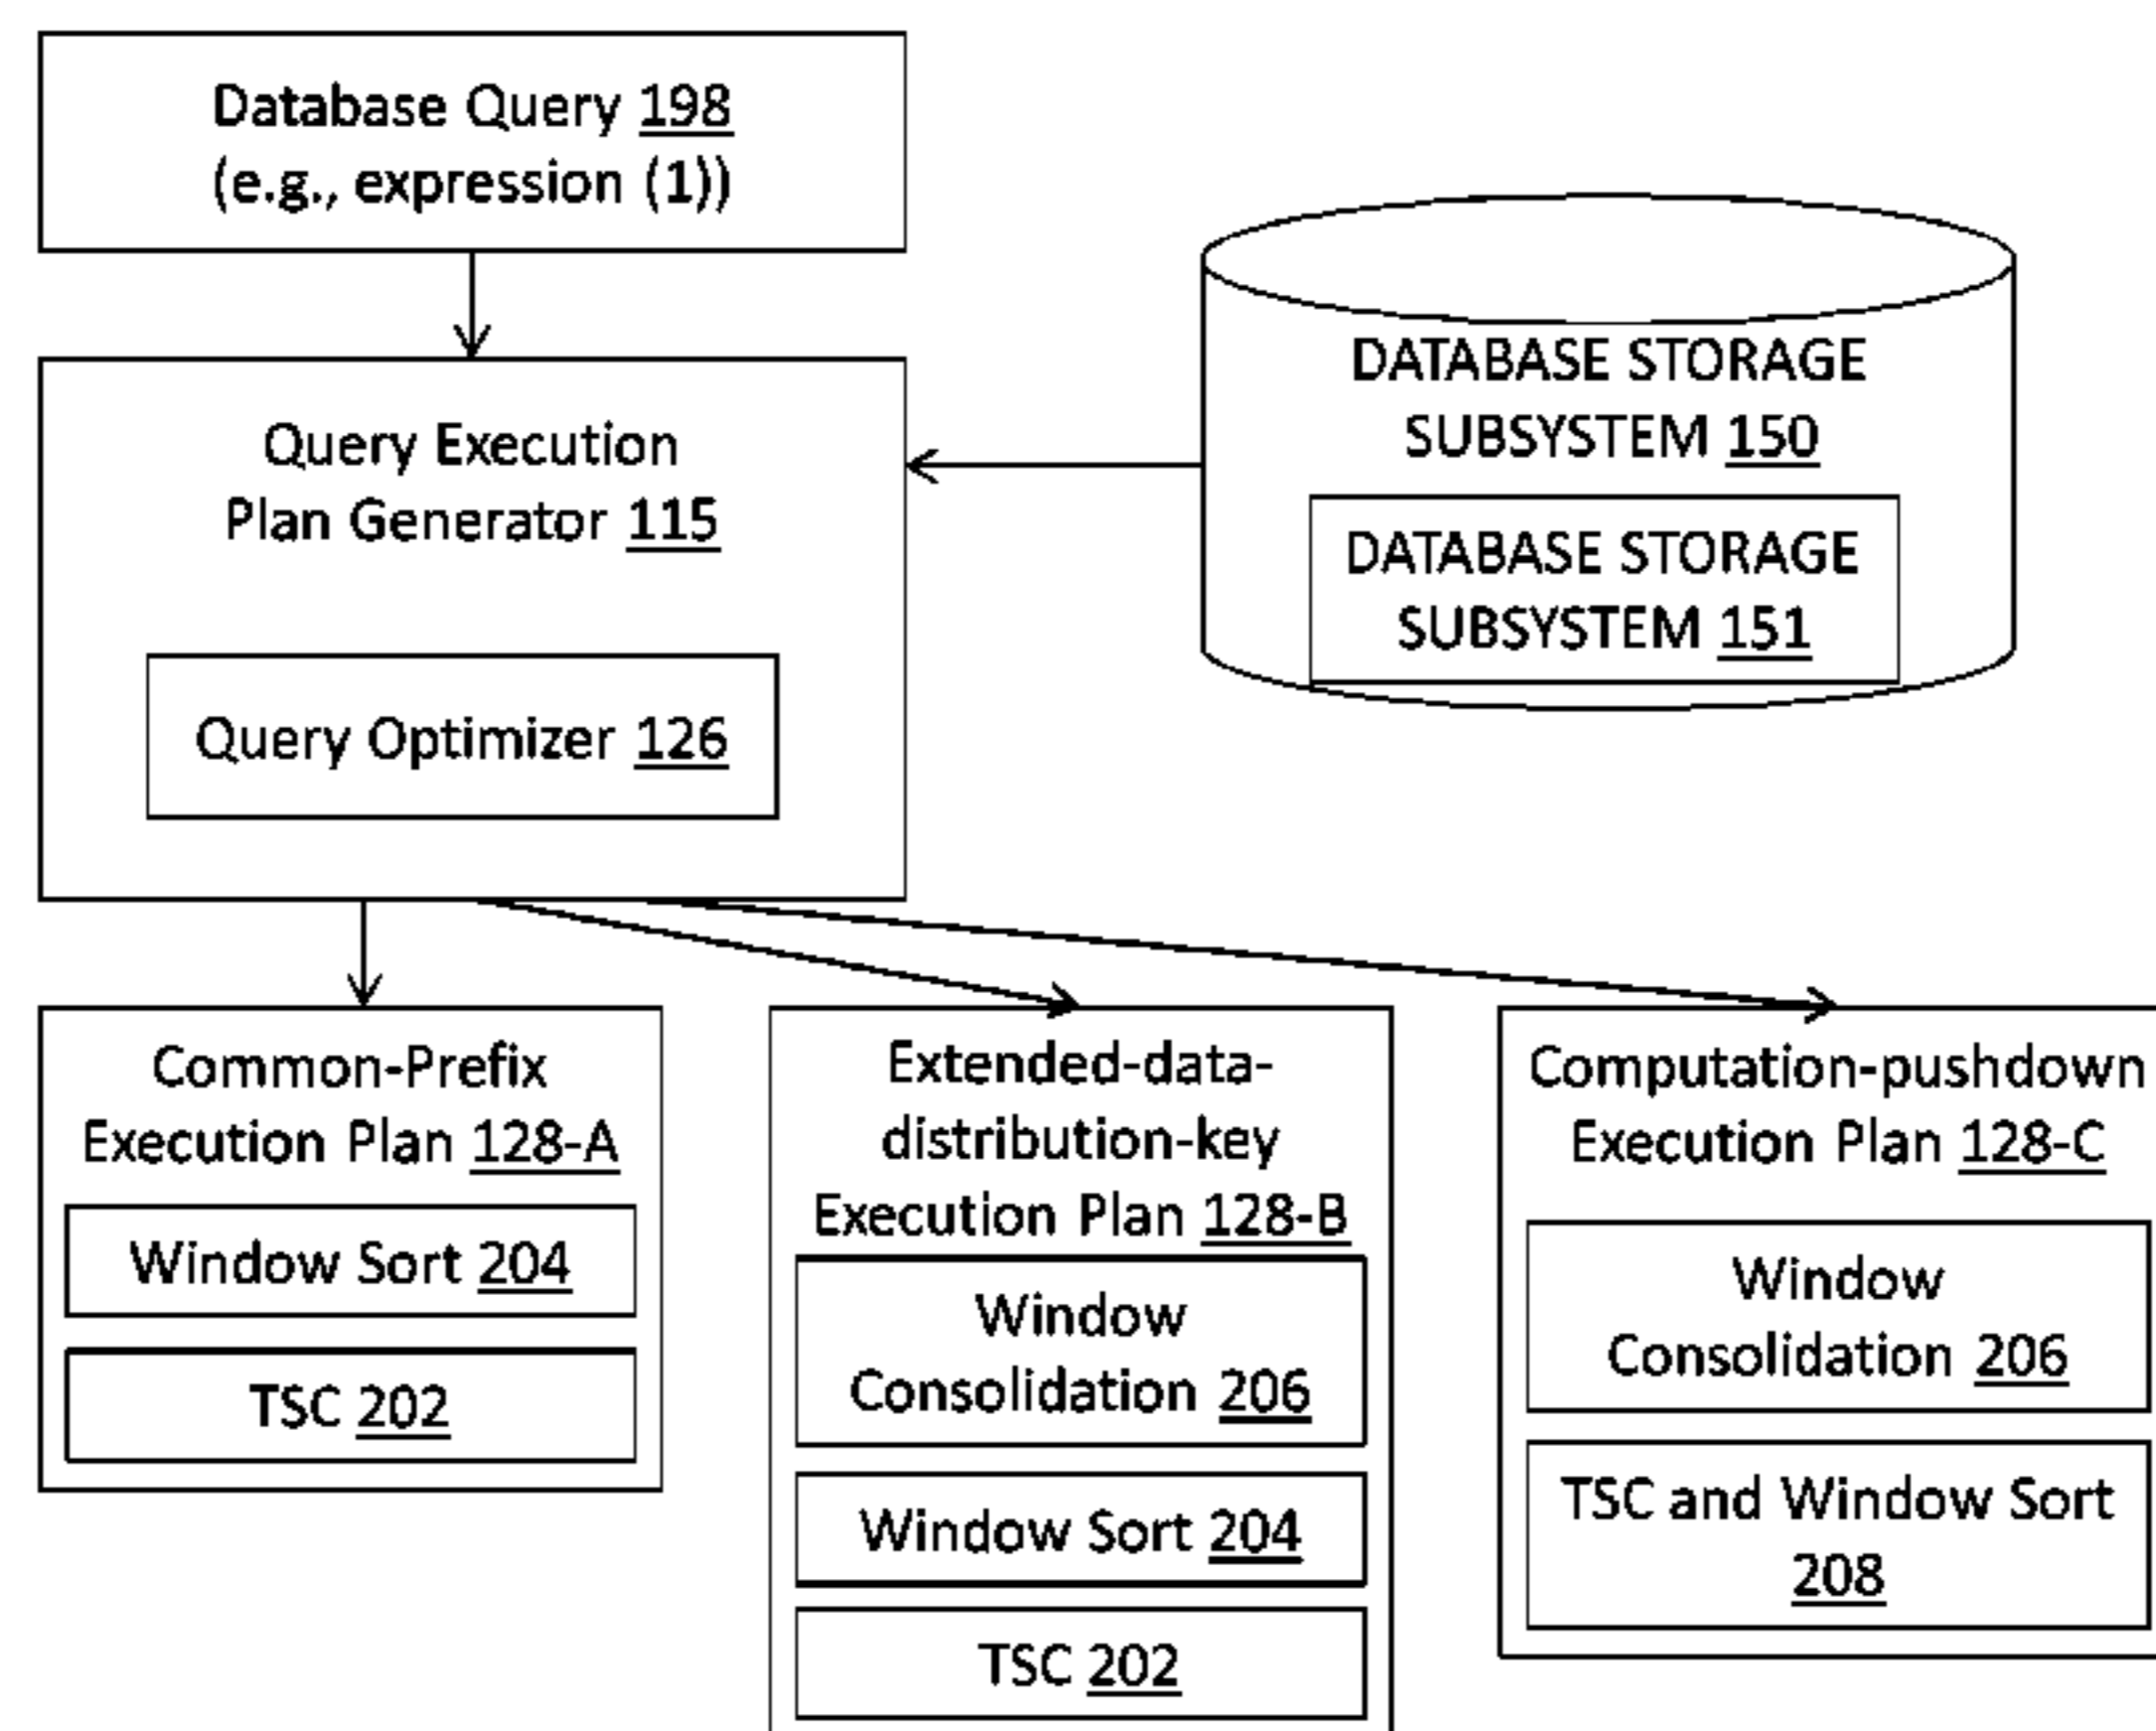 Database Query 198
(e.g., expression (1))
Query Execution
Plan Generator 115
Query Optimizer 126
DATABASE STORAGE
SUBSYSTEM 150
DATABASE STORAGE
SUBSYSTEM 151
Common-Prefix
Execution Plan 128-A
Window Sort 204
TSC 202
Extended-data-
distribution-key
Execution Plan 128-B
Window
Consolidation 206
Window Sort 204
TSC 202
Computation-pushdown
Execution Plan 128-C
Window
Consolidation 206
TSC and Window Sort
208